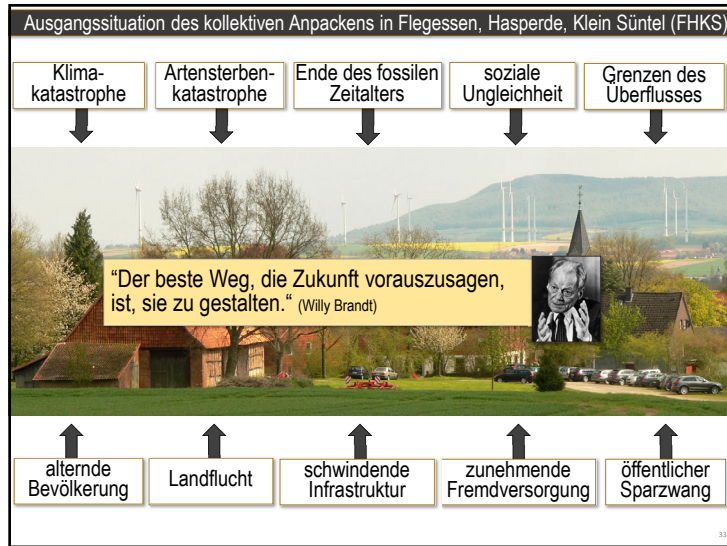 Ausgangssituation des kollektiven Anpackens in Flegessen, Hasperde, Klein Süntel (FHKS)
Klima-
katastrophe
Artensterben-
katastrophe
Ende des fossilen
Zeitalters
soziale
Ungleichheit
Grenzen des
Überflusses
“Der beste Weg, die Zukunft vorauszusagen,
ist, sie zu gestalten.“ (Willy Brandt)
alternde
Bevölkerung
Landflucht
schwindende
Infrastruktur
zunehmende
Fremdversorgung
öffentlicher
Sparzwang
33